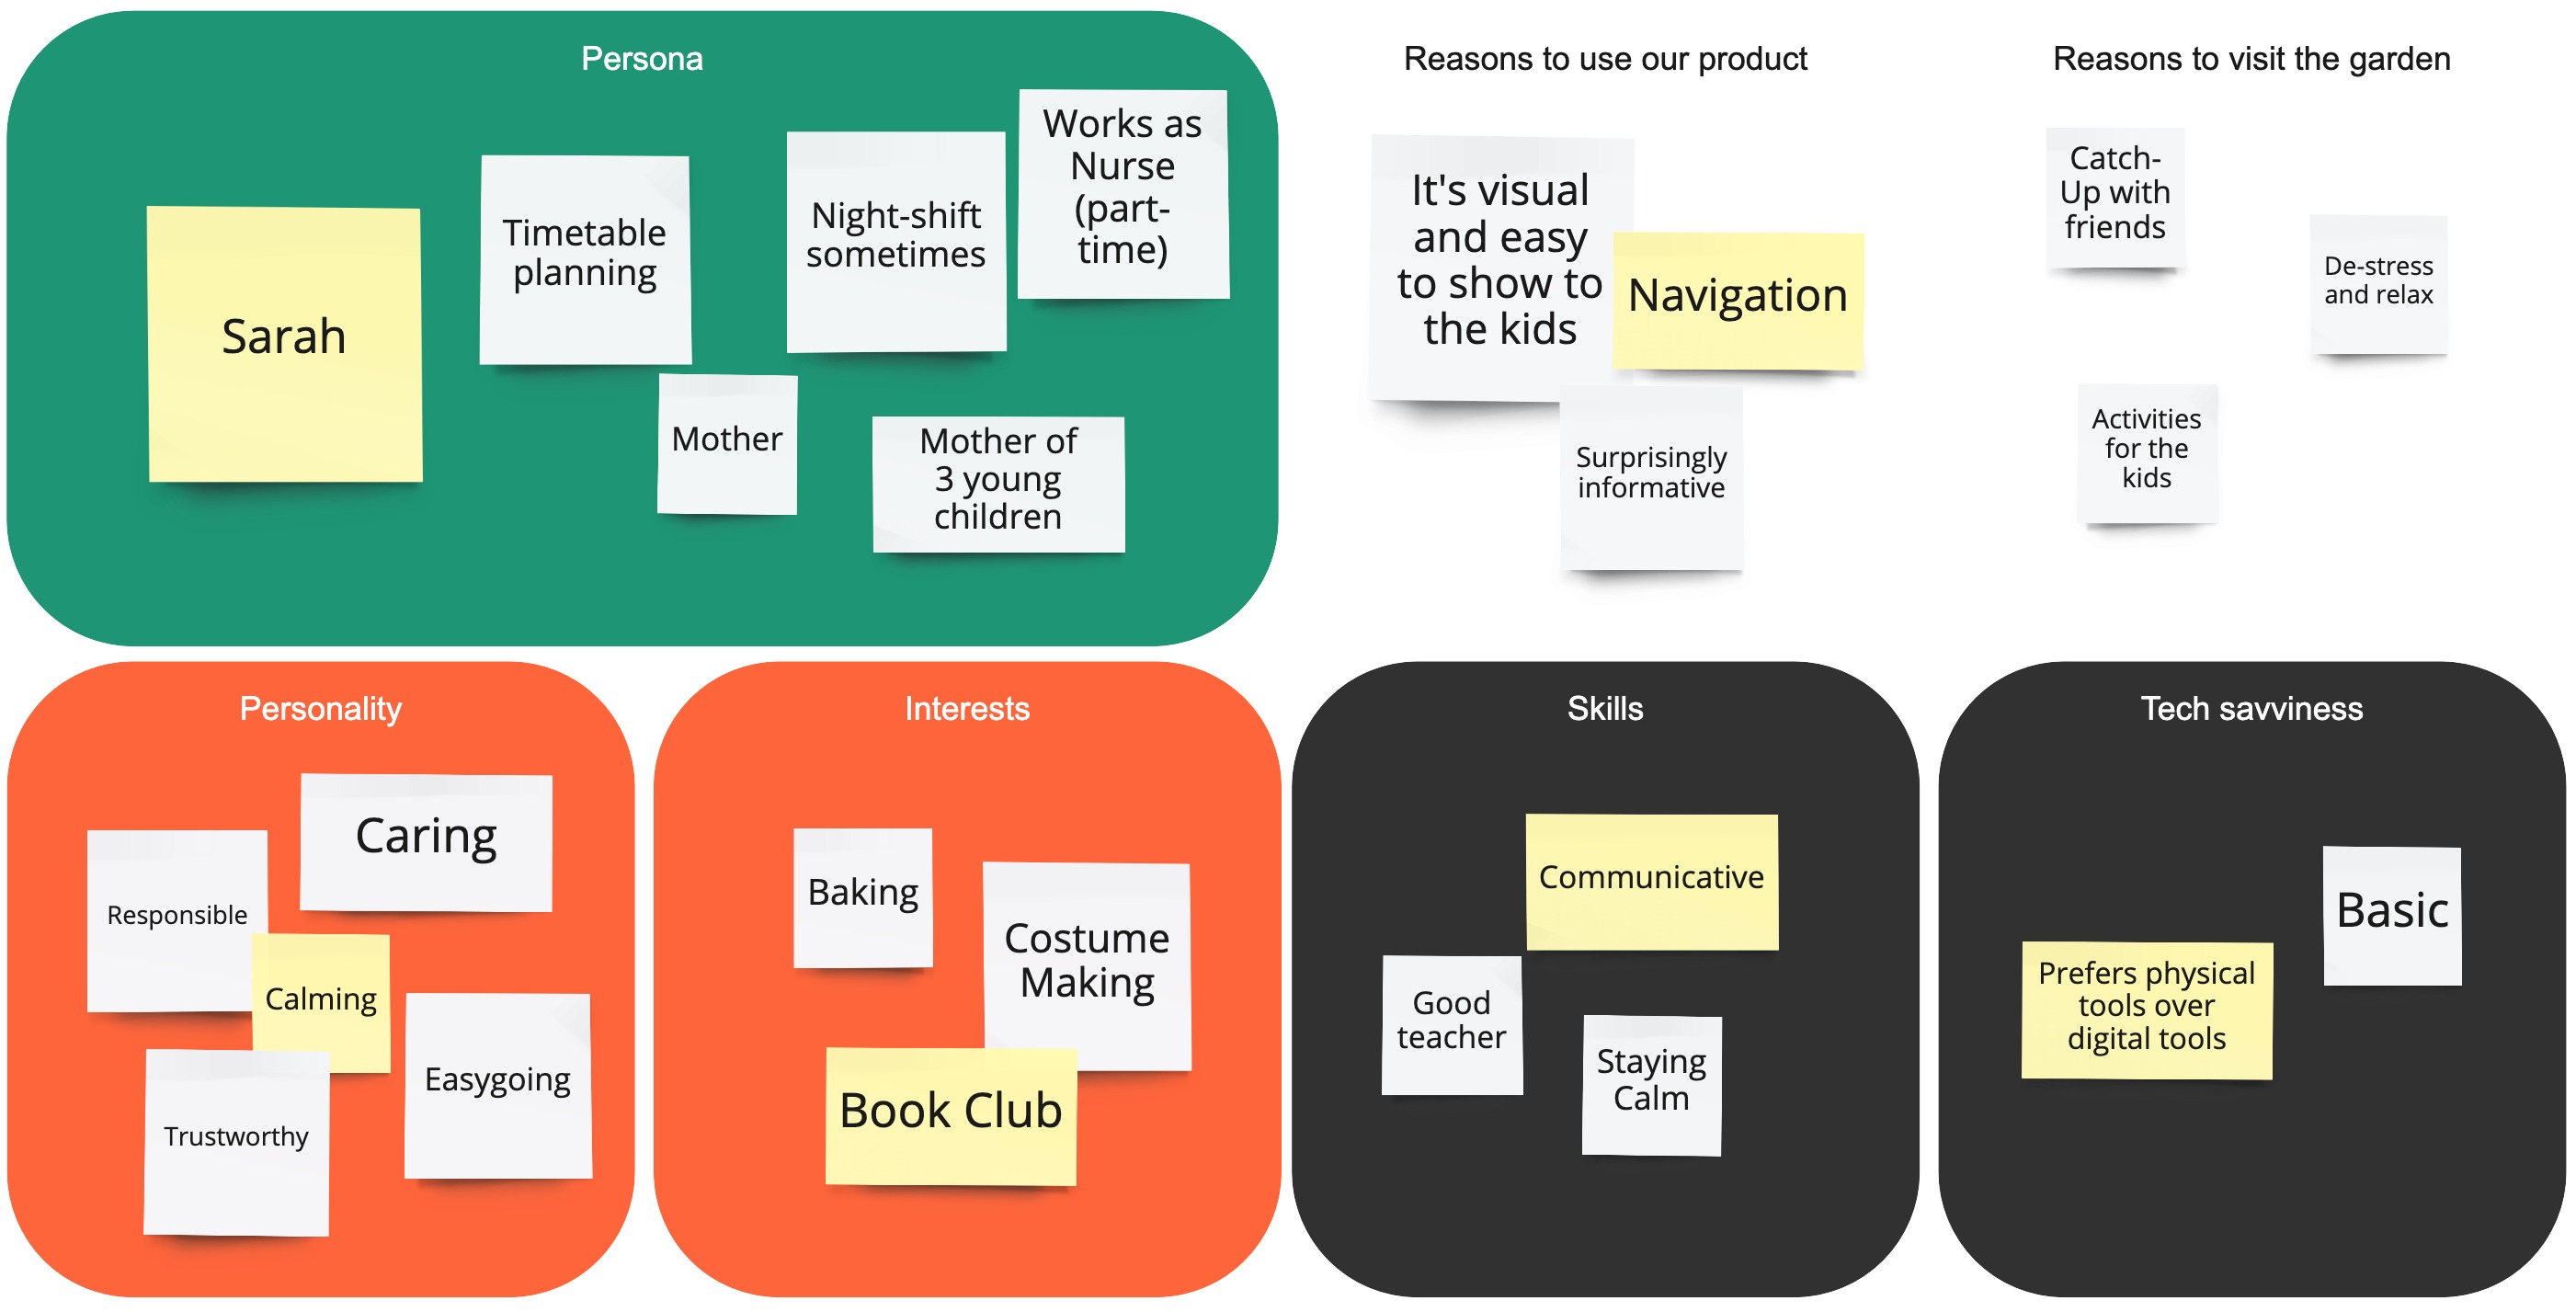 Persona
Sarah
Timetable
planning
Night-shift
sometimes
Works as
Nurse
(part-
time)
Mother
Mother of
3 young
children
Reasons to use our product
It's visual
and easy
to show to
the kids
Navigation
Surprisingly
informative
Reasons to visit the garden
Catch-
Up with
friends
De-stress
and relax
Activities
for the
kids
Personality
Caring
Responsible
Calming
Easygoing
Trustworthy
Interests
Baking
Costume
Making
Book Club
Skills
Communicative
Good
teacher
Staying
Calm
Tech savviness
Basic
Prefers physical
tools over
digital tools